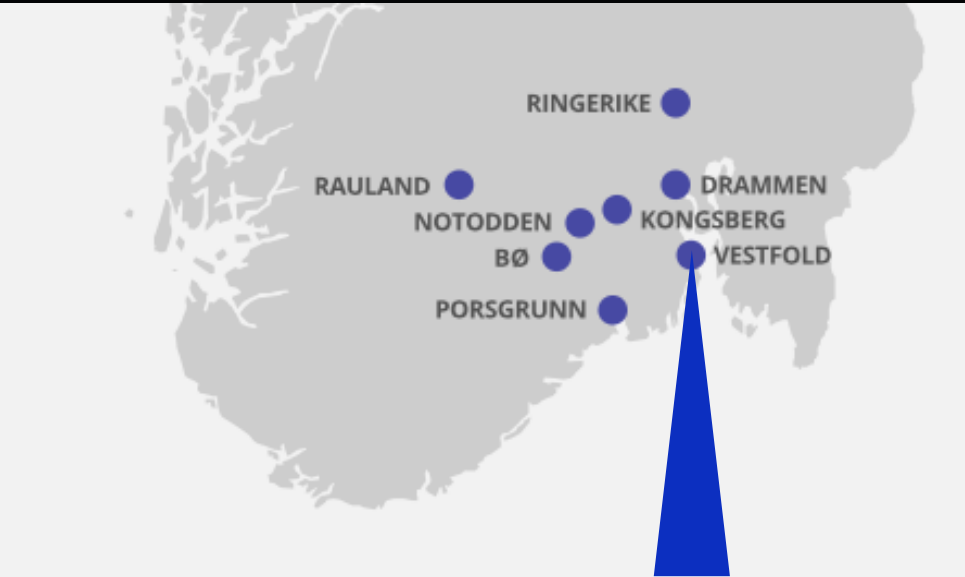 RINGERIKE
RAULAND
DRAMMEN
NOTODDEN
KONGSBERG
BØ
VESTFOLD
PORSGRUNN